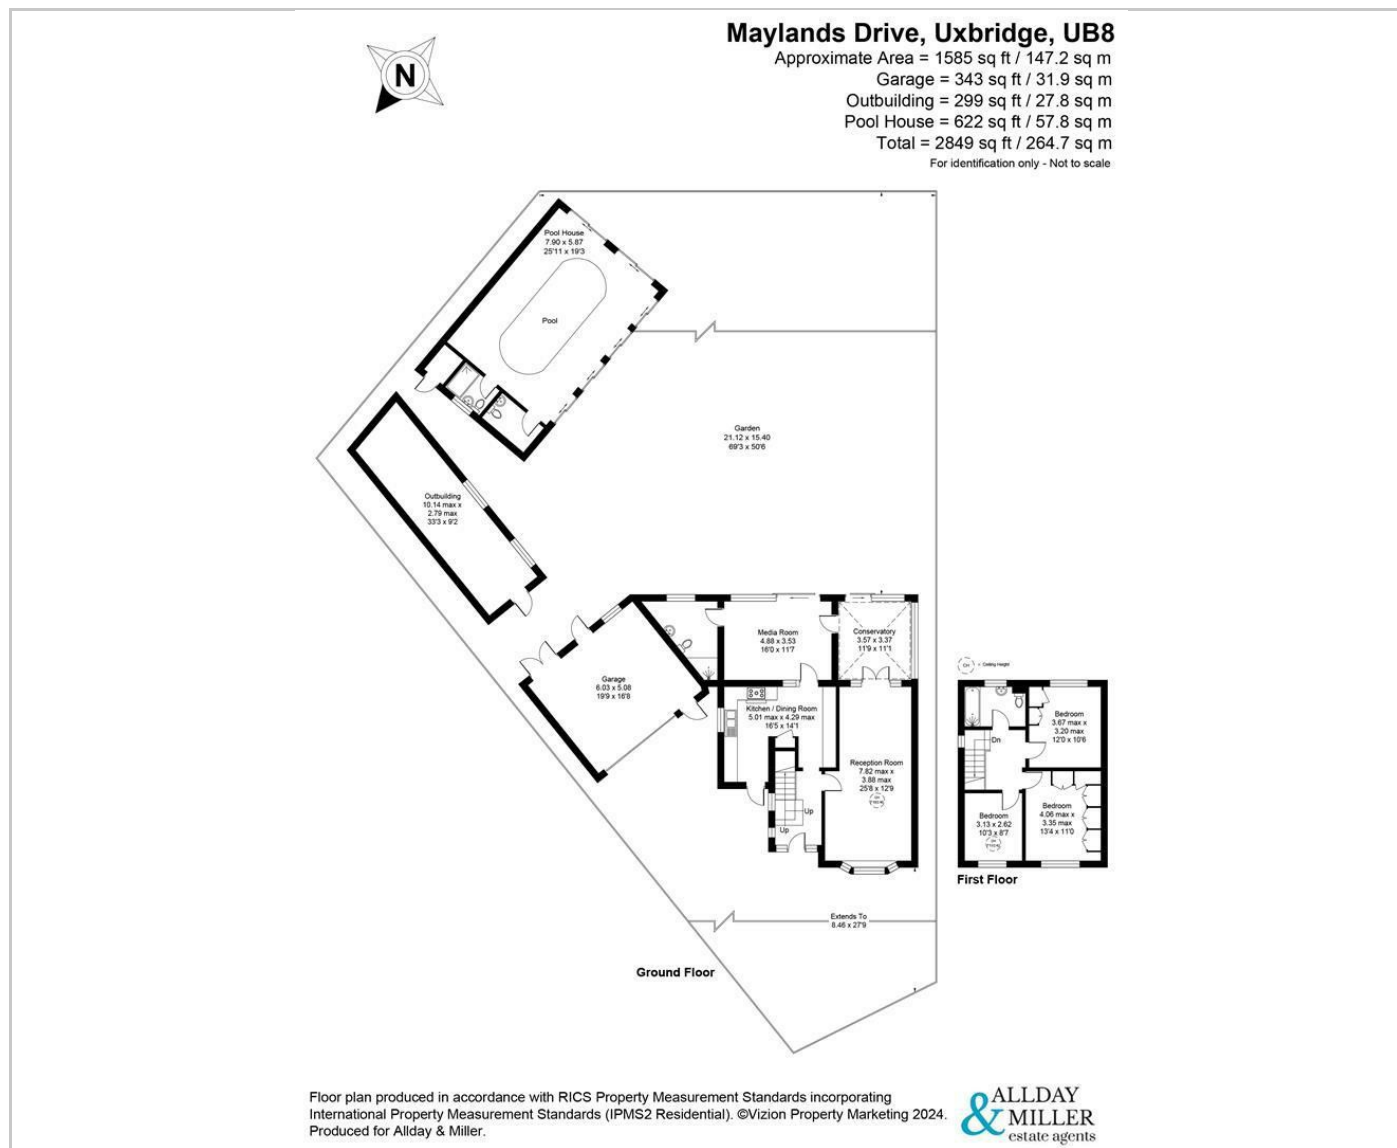 N
Maylands Drive, Uxbridge, UB8
Approximate Area = 1585 sq ft / 147.2 sq m
Garage = 343 sq ft / 31.9 sq m
Outbuilding = 299 sq ft / 27.8 sq m
Pool House = 622 sq ft / 57.8 sq m
Total = 2849 sq ft / 264.7 sq m
For identification only - Not to scale
Pool House
7.90 x 5.87
25'11 x 19'3
Pool
Garden
21.12 x 15.40
69'3 x 50'6
Outbuilding
10.14 max x
2.79 max
33'3 x 9'2
Media Room
4.88 x 3.53
16'0 x 11'7
Conservatory
3.57 x 3.37
11'9 x 11'1
Garage
6.03 x 5.08
19'9 x 16'8
Kitchen / Dining Room
5.01 max x 4.29 max
16'5 x 14'1
Reception Room
7.82 max x
3.88 max
25'8 x 12'9
Up
Up
CH = Ceiling Height
Bedroom
3.67 max x
3.20 max
12'0 x 10'6
Dn
Bedroom
4.06 max x
3.35 max
13'4 x 11'0
Bedroom
3.13 x 2.62
10'3 x 8'7
First Floor
Extends To
8.46 x 27'9
Ground Floor
Floor plan produced in accordance with RICS Property Measurement Standards incorporating
International Property Measurement Standards (IPMS2 Residential). ©Vizion Property Marketing 2024.
Produced for Allday & Miller.
ALLDAY
& MILLER
estate agents